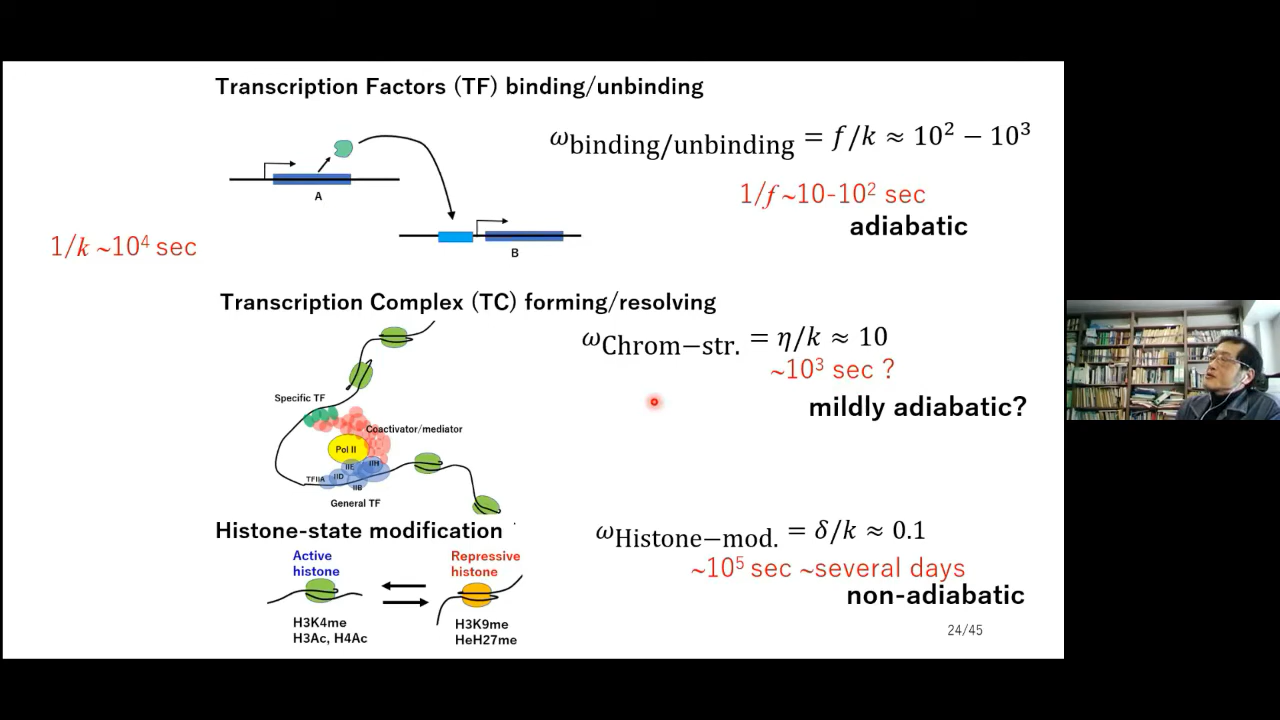 Transcription Factors (TF) binding/unbinding
ω_binding/unbinding = f/k ≈ 10² − 10³
1/f ~10-10² sec
adiabatic
A
B
1/k ~10⁴ sec
Transcription Complex (TC) forming/resolving
ω_Chrom−str. = η/k ≈ 10
~10³ sec ?
mildly adiabatic?
Specific TF
Coactivator/mediator
Pol II
IIE
IIH
TFIIA
IID
IIB
General TF
Histone-state modification
ω_Histone−mod. = δ/k ≈ 0.1
~10⁵ sec ~several days
non-adiabatic
Active
histone
Repressive
histone
H3K4me
H3Ac, H4Ac
H3K9me
HeH27me
24/45